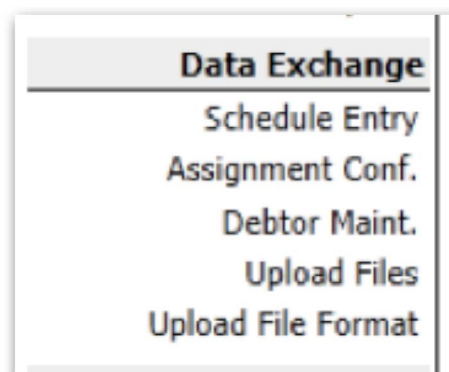 Data Exchange
Schedule Entry
Assignment Conf.
Debtor Maint.
Upload Files
Upload File Format